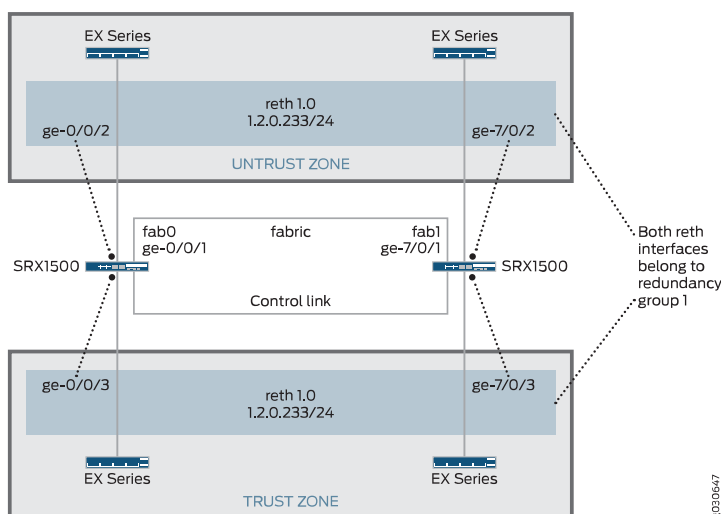 EX Series
EX Series
reth 1.0
1.2.0.233/24
ge-0/0/2
ge-7/0/2
UNTRUST ZONE
fab0
ge-0/0/1
fabric
fab1
ge-7/0/1
SRX1500
SRX1500
Control link
Both reth
interfaces
belong to
redundancy
group 1
ge-0/0/3
ge-7/0/3
reth 1.0
1.2.0.233/24
EX Series
EX Series
TRUST ZONE
030647